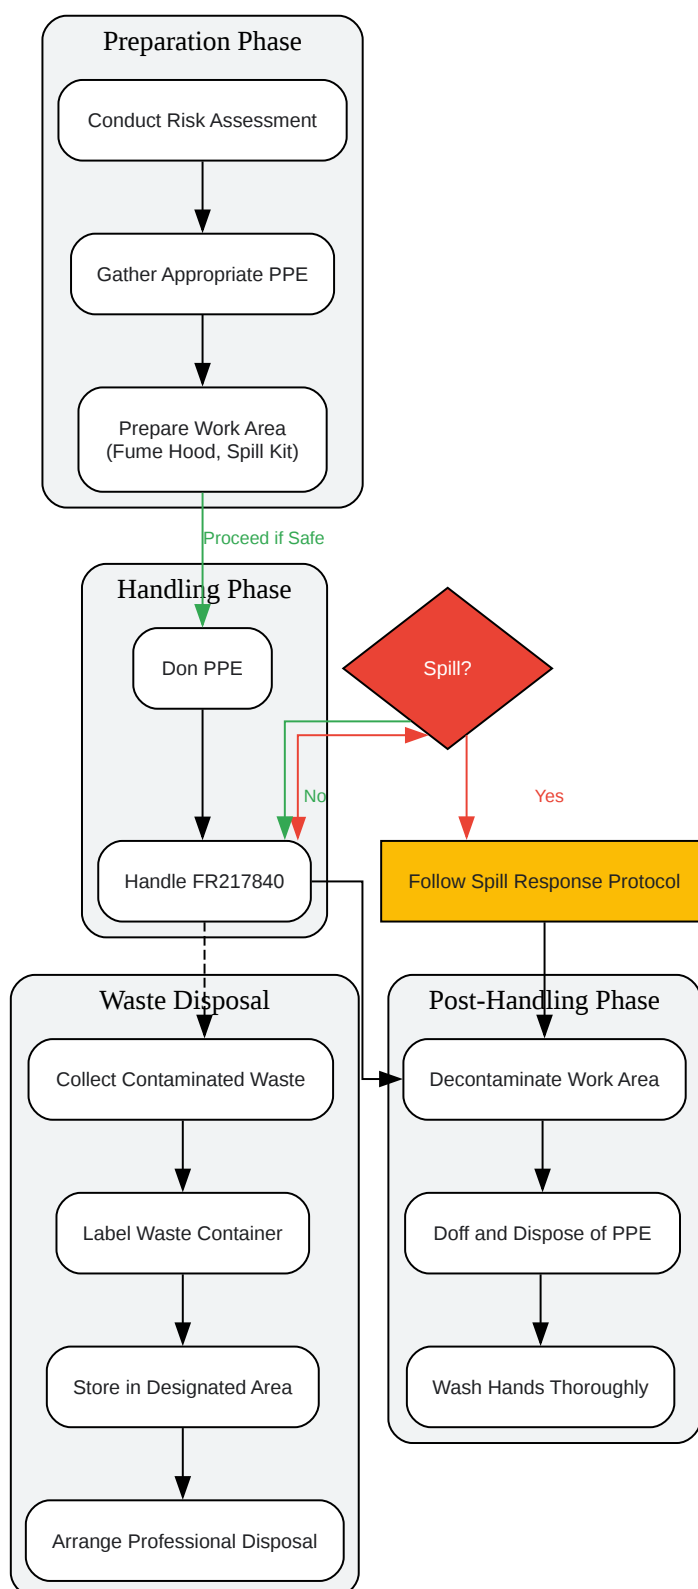 Preparation Phase
Conduct Risk Assessment
Gather Appropriate PPE
Prepare Work Area
(Fume Hood, Spill Kit)
Proceed if Safe
Handling Phase
Don PPE
Spill?
No
Yes
Handle FR217840
Follow Spill Response Protocol
Waste Disposal
Post-Handling Phase
Collect Contaminated Waste
Decontaminate Work Area
Label Waste Container
Doff and Dispose of PPE
Store in Designated Area
Wash Hands Thoroughly
Arrange Professional Disposal